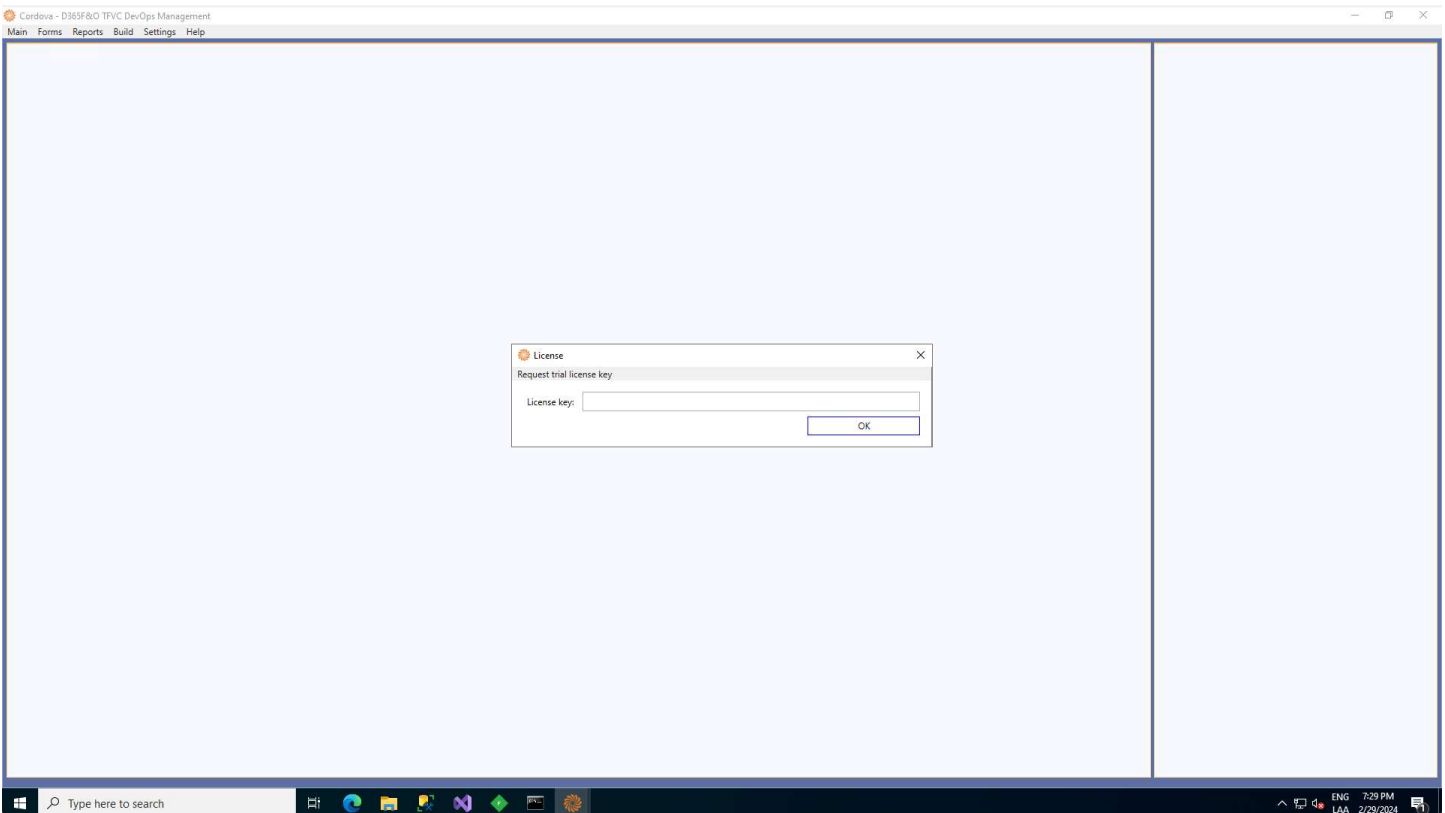 Cordova - D365F&O TFVC DevOps Management
Main Forms Reports Build Settings Help
License
Request trial license key
License key:
OK
Type here to search
ENG 7:29 PM
LAA 2/29/2024
1